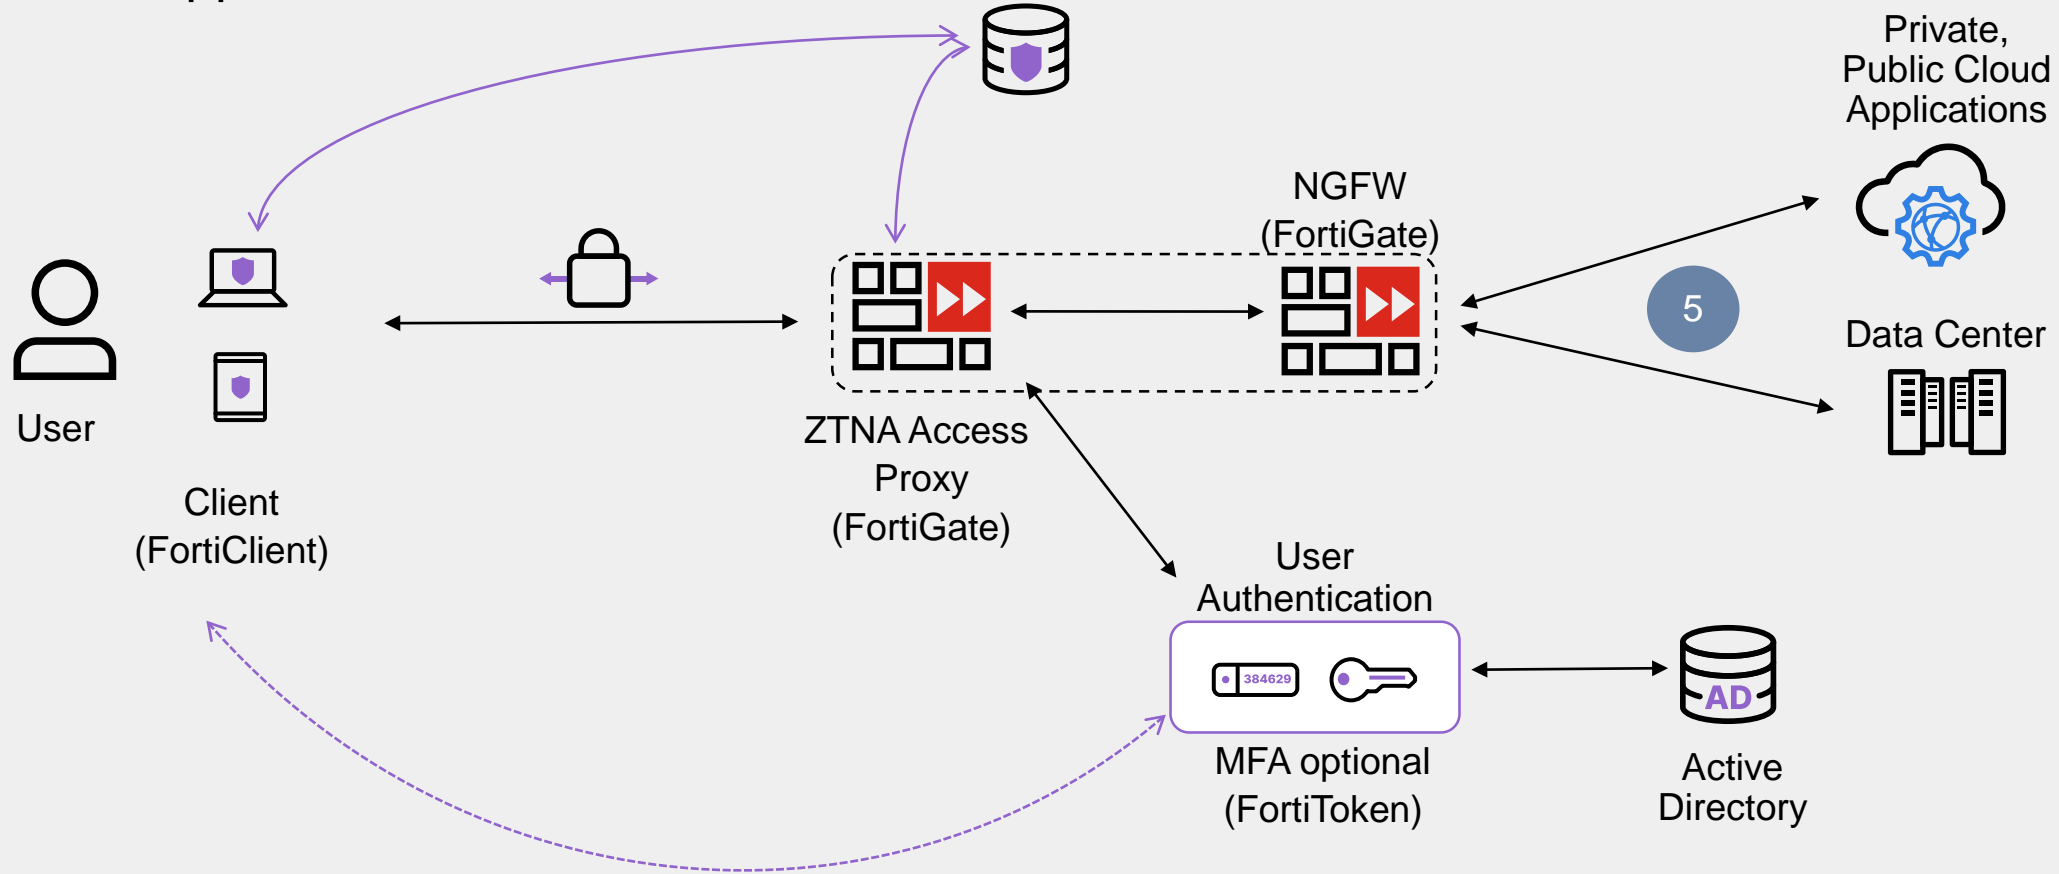 Private,
Public Cloud
Applications
NGFW
(FortiGate)
5
Data Center
User
ZTNA Access
Proxy
(FortiGate)
Client
(FortiClient)
User
Authentication
384629
AD
MFA optional
(FortiToken)
Active
Directory